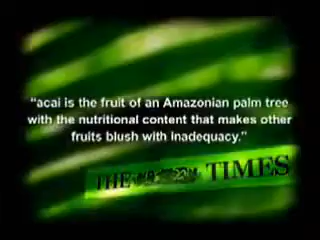 “acai is the fruit of an Amazonian palm tree
with the nutritional content that makes other
fruits blush with inadequacy.”
THE TIMES